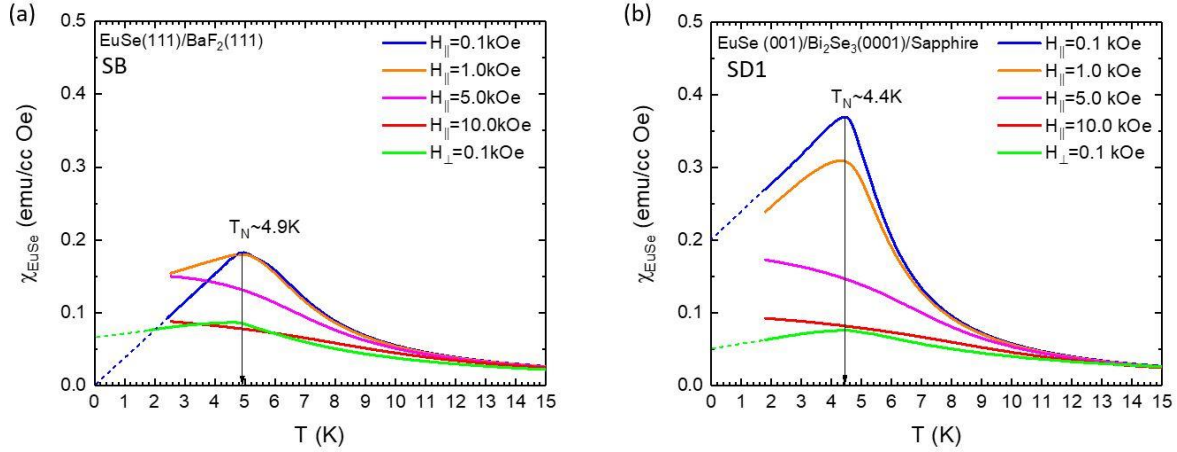 (a)
EuSe(111)/BaF₂(111)
SB
H∥=0.1kOe
H∥=1.0kOe
H∥=5.0kOe
H∥=10.0kOe
H⊥=0.1kOe
T_N~4.9K
χ_EuSe (emu/cc Oe)
0.5
0.4
0.3
0.2
0.1
0.0
0 1 2 3 4 5 6 7 8 9 10 11 12 13 14 15
T (K)
(b)
EuSe (001)/Bi₂Se₃(0001)/Sapphire
SD1
H∥=0.1 kOe
H∥=1.0 kOe
H∥=5.0 kOe
H∥=10.0 kOe
H⊥=0.1 kOe
T_N~4.4K
χ_EuSe (emu/cc Oe)
0.5
0.4
0.3
0.2
0.1
0.0
0 1 2 3 4 5 6 7 8 9 10 11 12 13 14 15
T (K)